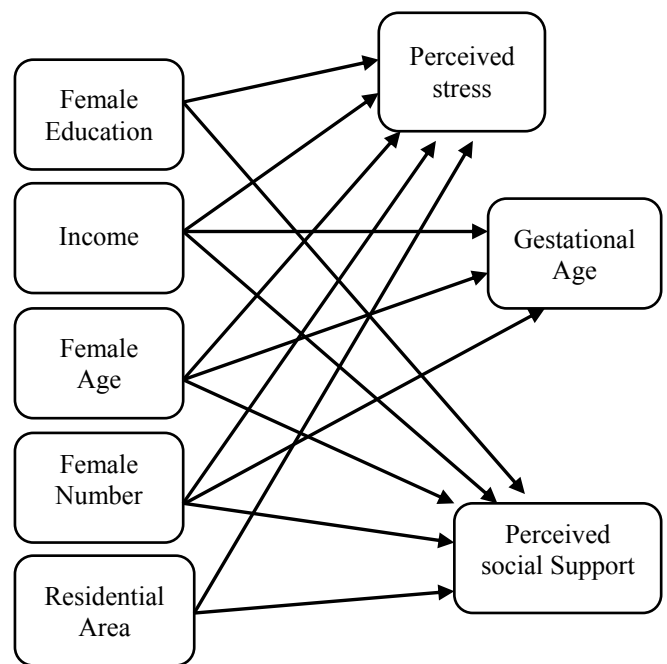 Perceived
stress
Female
Education
Income
Gestational
Age
Female
Age
Female
Number
Perceived
social Support
Residential
Area